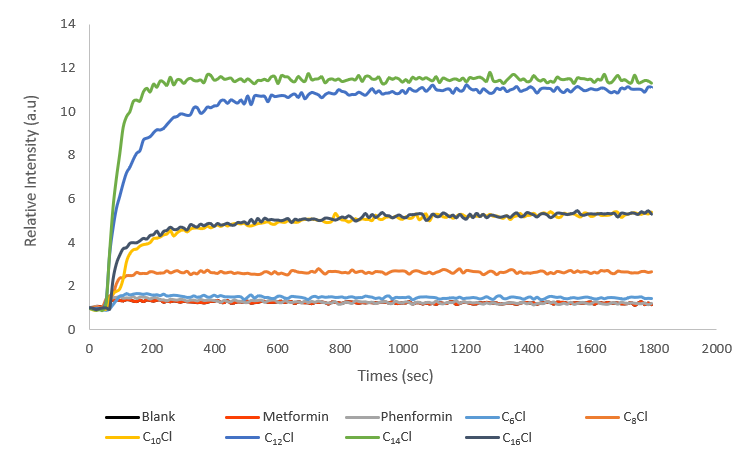 14
12
10
8
6
4
2
0
Relative Intensity (a.u)
0 200 400 600 800 1000 1200 1400 1600 1800 2000
Times (sec)
Blank Metformin Phenformin C₆Cl C₈Cl
C₁₀Cl C₁₂Cl C₁₄Cl C₁₆Cl